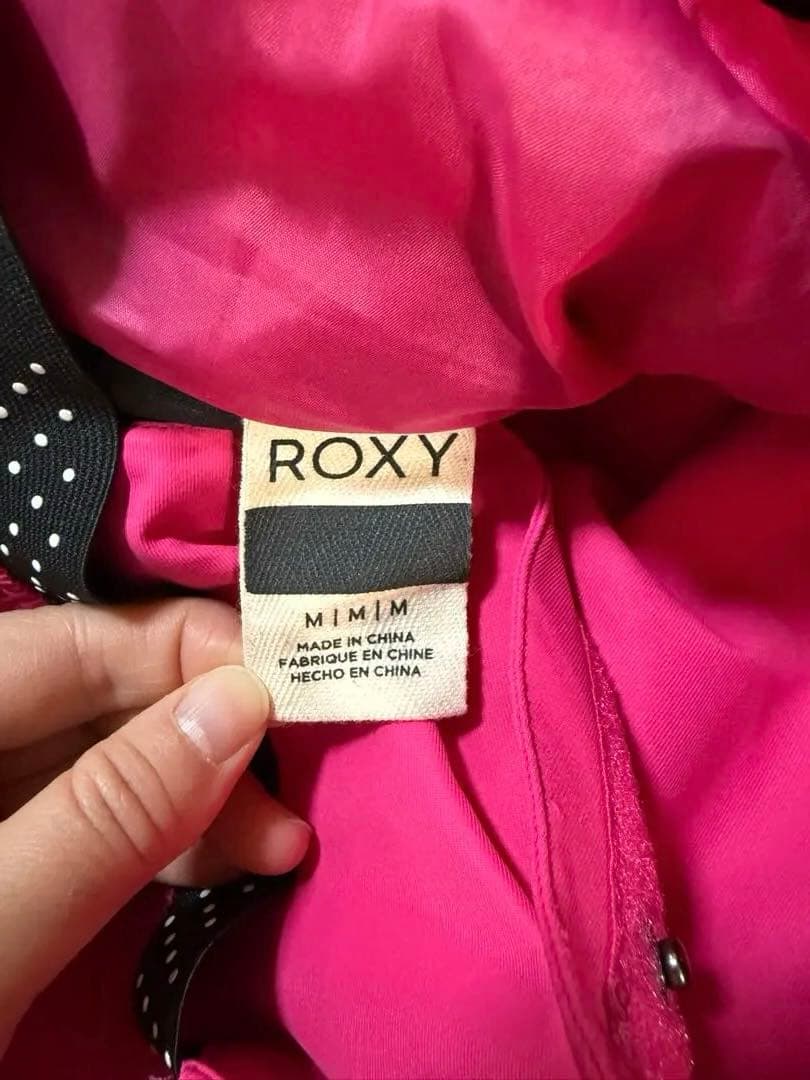 ROXY
M|M|M
MADE IN CHINA
FABRIQUE EN CHINE
HECHO EN CHINA